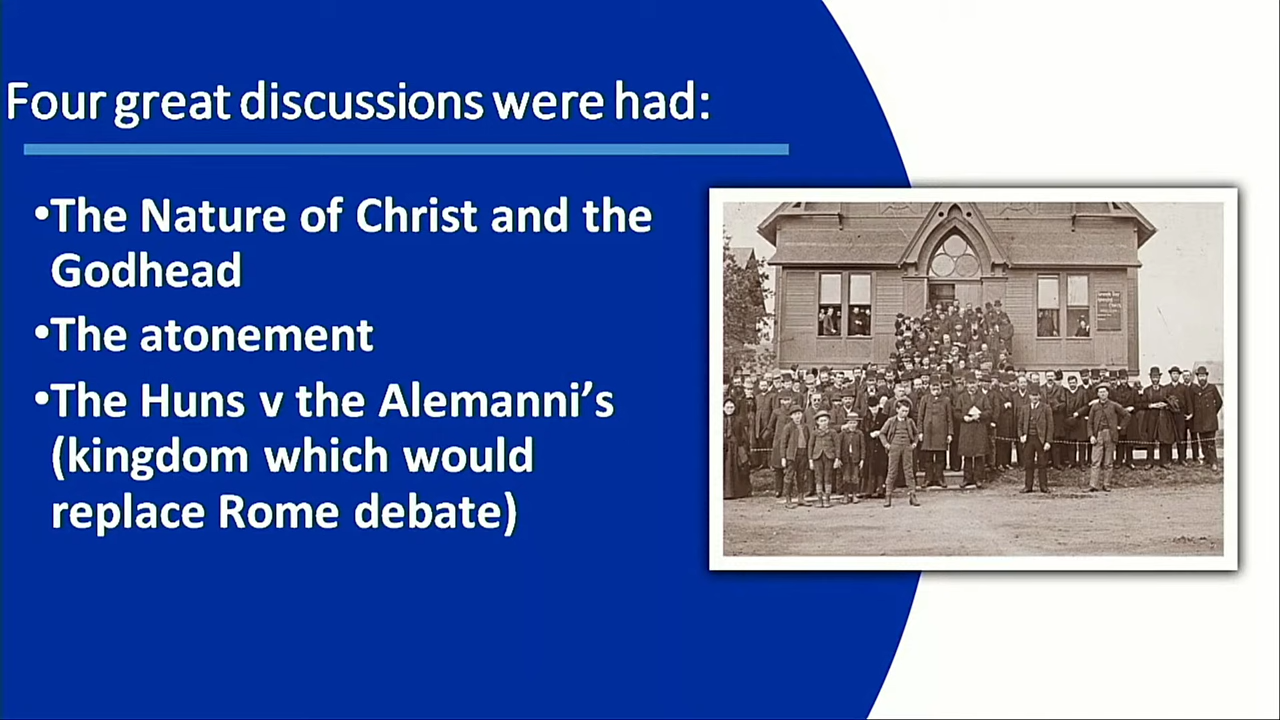 Four great discussions were had:
•The Nature of Christ and the
Godhead
•The atonement
•The Huns v the Alemanni’s
(kingdom which would
replace Rome debate)